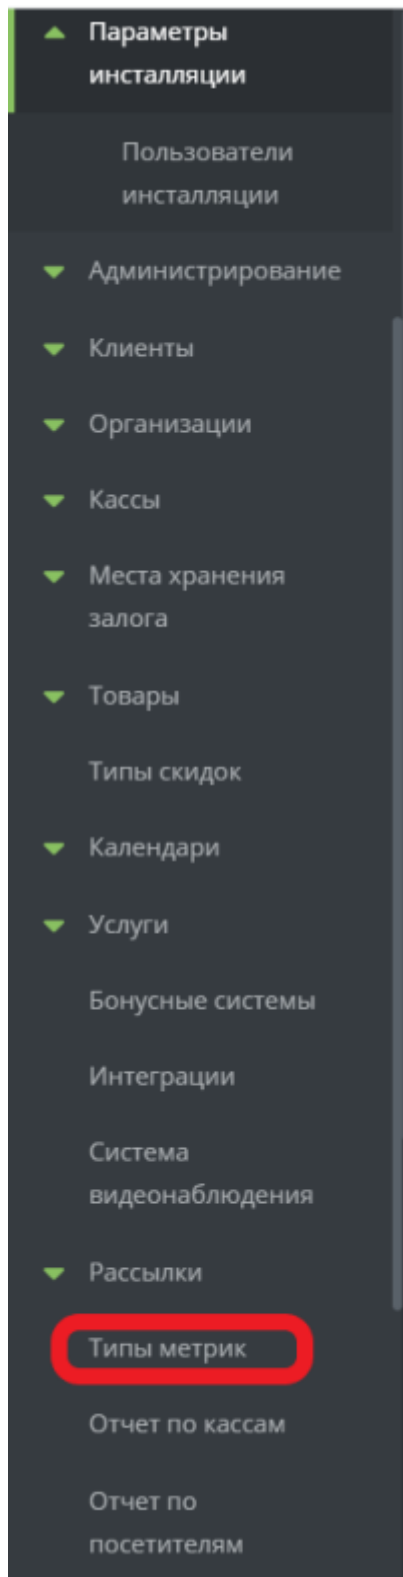 Параметры
инсталляции
Пользователи
инсталляции
Администрирование
Клиенты
Организации
Кассы
Места хранения
залога
Товары
Типы скидок
Календари
Услуги
Бонусные системы
Интеграции
Система
видеонаблюдения
Рассылки
Типы метрик
Отчет по кассам
Отчет по
посетителям